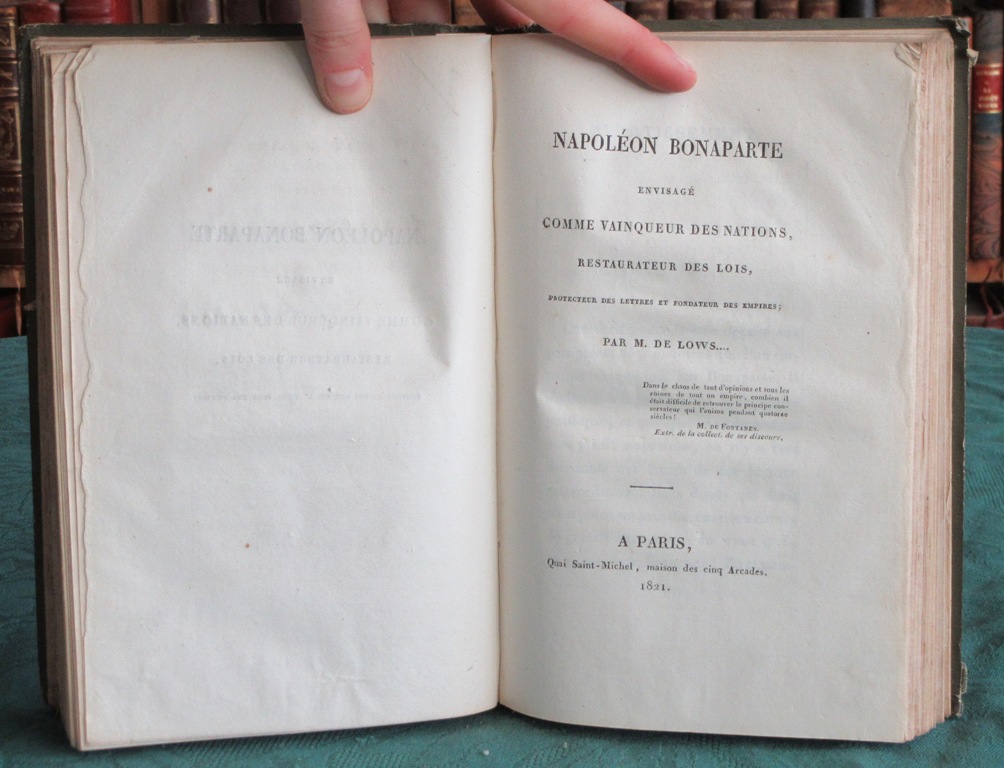 NAPOLÉON BONAPARTE
ENVISAGÉ
COMME VAINQUEUR DES NATIONS,
RESTAURATEUR DES LOIS,
PROTECTEUR DES LETTRES ET FONDATEUR DES EMPIRES;
PAR M. DE LOWS....
Dans le chaos de tant d'opinions et sous les
ruines de tout un empire, combien il
était difficile de retrouver le principe con-
servateur qui l'anima pendant quatorze
siècles!
M. DE FONTANES.
Extr. de la collect. de ses discours,
A PARIS,
Quai Saint-Michel, maison des cinq Arcades.
1821.